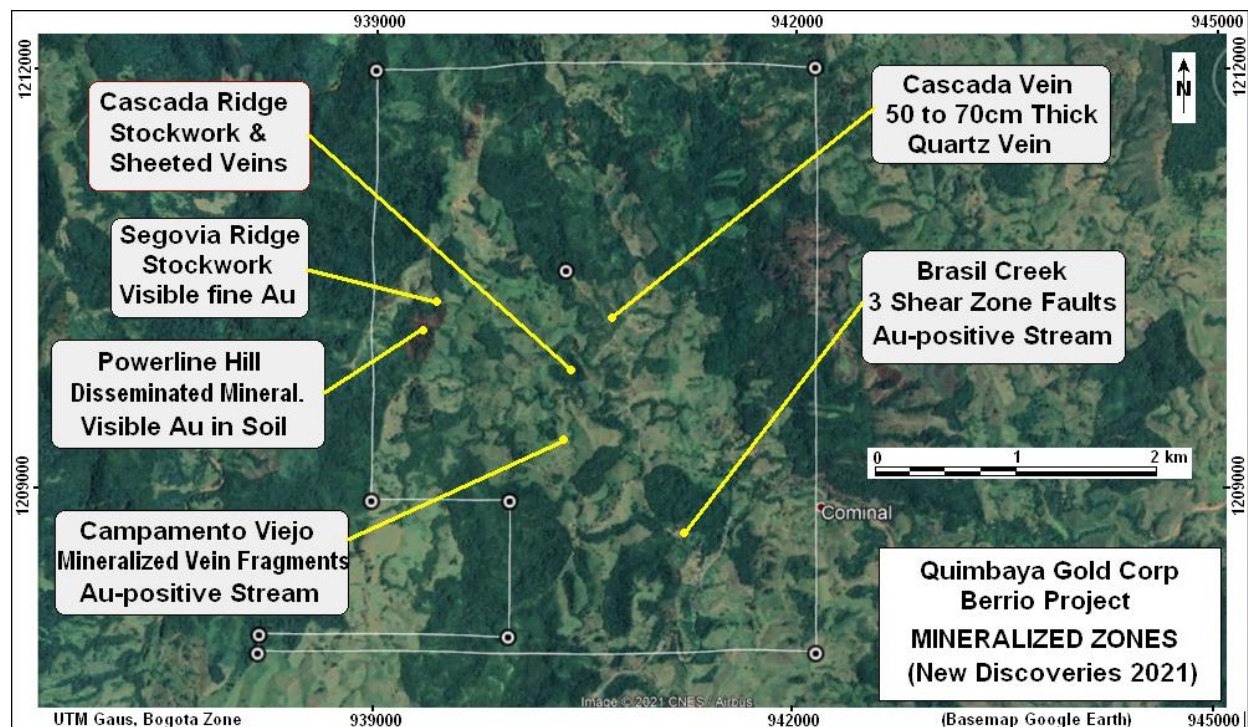 939000
942000
945000
1212000
1212000
N
Cascada Ridge
Stockwork &
Sheeted Veins
Cascada Vein
50 to 70cm Thick
Quartz Vein
Segovia Ridge
Stockwork
Visible fine Au
Brasil Creek
3 Shear Zone Faults
Au-positive Stream
Powerline Hill
Disseminated Mineral.
Visible Au in Soil
0 1 2 km
1209000
1209000
Cominal
Campamento Viejo
Mineralized Vein Fragments
Au-positive Stream
Quimbaya Gold Corp
Berrio Project
MINERALIZED ZONES
(New Discoveries 2021)
Image © 2021 CNES / Airbus
UTM Gaus, Bogota Zone
939000
942000
(Basemap Google Earth)
945000